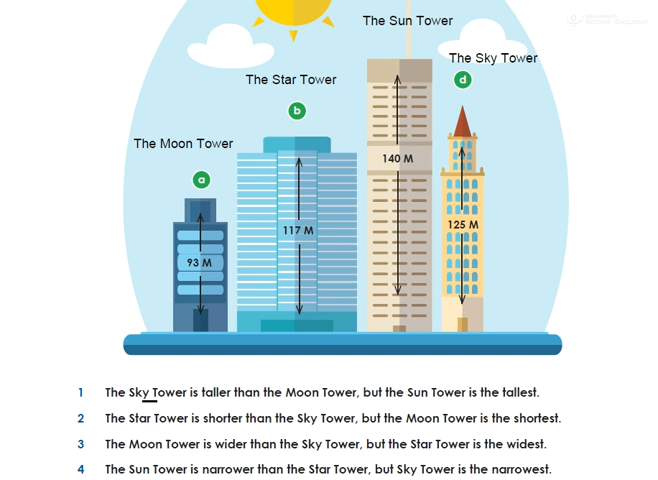 The Sun Tower
The Sky Tower
d
The Star Tower
b
The Moon Tower
a
140 M
117 M
125 M
93 M
1 The Sky Tower is taller than the Moon Tower, but the Sun Tower is the tallest.
2 The Star Tower is shorter than the Sky Tower, but the Moon Tower is the shortest.
3 The Moon Tower is wider than the Sky Tower, but the Star Tower is the widest.
4 The Sun Tower is narrower than the Star Tower, but Sky Tower is the narrowest.